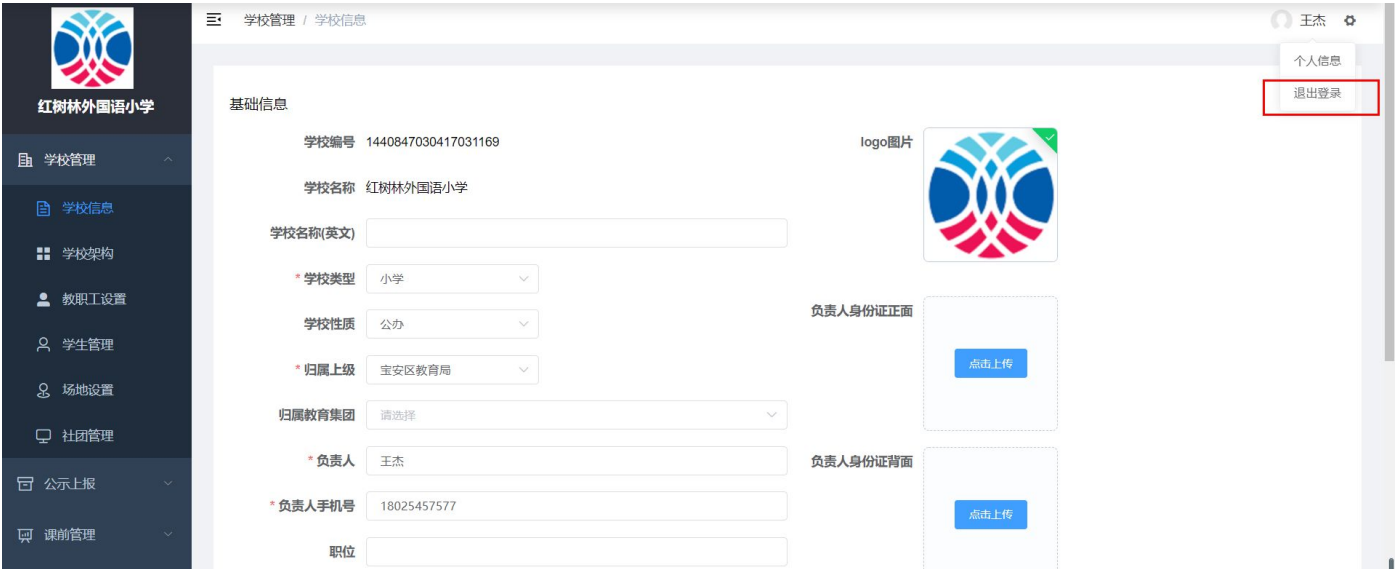 红树林外国语小学
学校管理
学校信息
学校架构
教职工设置
学生管理
场地设置
社团管理
公示上报
课前管理
学校管理 / 学校信息
王杰
个人信息
退出登录
基础信息
学校编号 1440847030417031169
学校名称 红树林外国语小学
学校名称(英文)
* 学校类型 小学
学校性质 公办
* 归属上级 宝安区教育局
归属教育集团 请选择
* 负责人 王杰
* 负责人手机号 18025457577
职位
logo图片
负责人身份证正面
点击上传
负责人身份证背面
点击上传